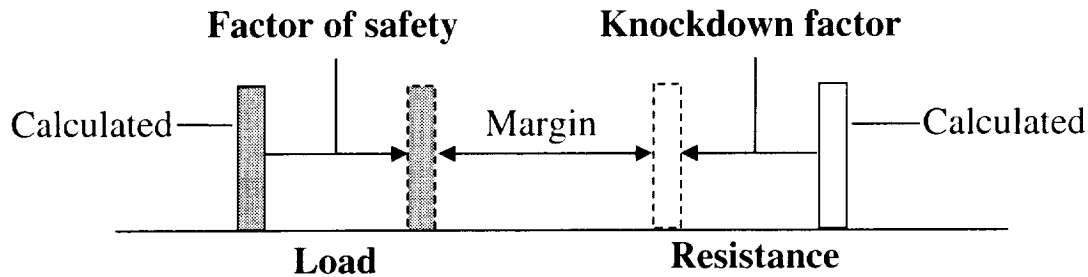 Factor of safety Knockdown factor
Calculated Margin Calculated
Load Resistance